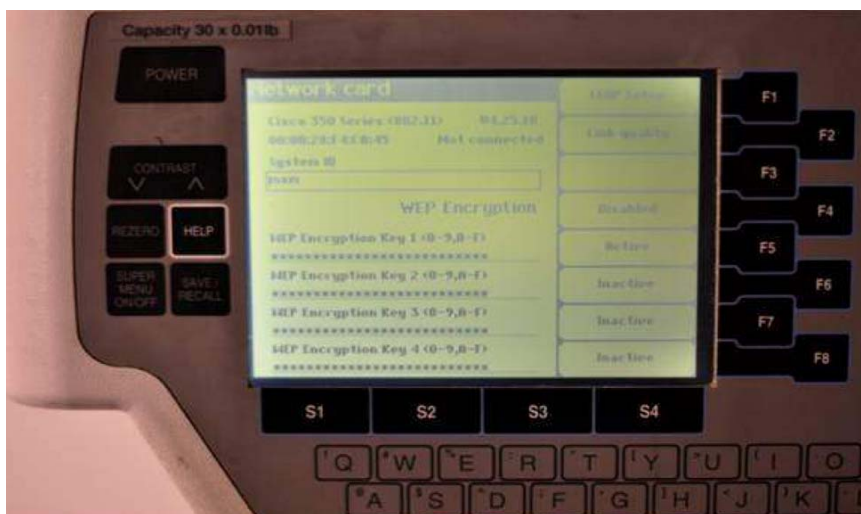 Capacity 30 x 0.01lb
POWER
CONTRAST
REZERO
HELP
SUPER
MENU
ON/OFF
SAVE/
RECALL
Network card
LEAP Setup
Cisco 350 Series (802.11)
Link quality
Not connected
System ID
WEP Encryption
Disabled
WEP Encryption Key 1 (0-9,A-F)
Active
**************************
WEP Encryption Key 2 (0-9,A-F)
Inactive
**************************
WEP Encryption Key 3 (0-9,A-F)
Inactive
**************************
WEP Encryption Key 4 (0-9,A-F)
Inactive
**************************
F1
F2
F3
F4
F5
F6
F7
F8
S1 S2 S3 S4
Q W E R T Y U I O
A S D F G H J K